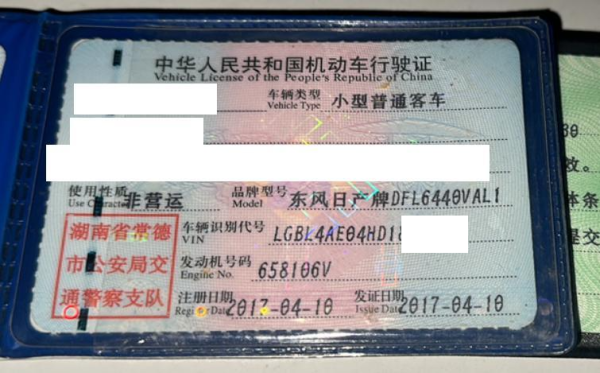 中华人民共和国机动车行驶证
Vehicle License of the People's Republic of China
车辆类型 小型普通客车
Vehicle Type
使用性质 非营运 品牌型号 东风日产牌DFL6440VAL1
Use Character Model
湖南省常德 车辆识别代号 LGBL4AE04HD1
VIN
市公安局交 发动机号码 658106V
Engine No.
通警察支队 注册日期 2017-04-10 发证日期 2017-04-10
Register Date Issue Date